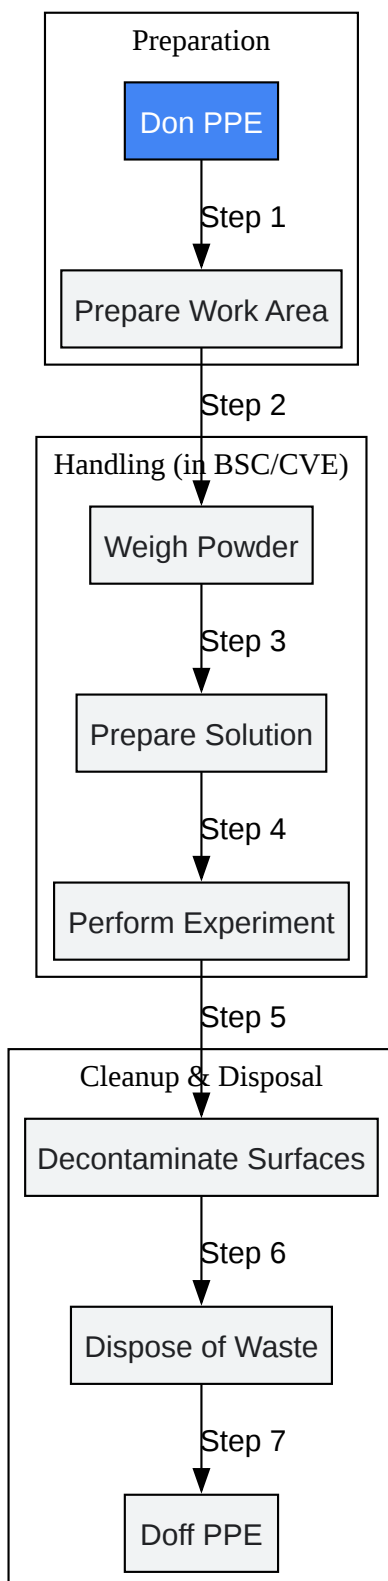 Preparation
Don PPE
Step 1
Prepare Work Area
Step 2
Handling (in BSC/CVE)
Weigh Powder
Step 3
Prepare Solution
Step 4
Perform Experiment
Step 5
Cleanup & Disposal
Decontaminate Surfaces
Step 6
Dispose of Waste
Step 7
Doff PPE